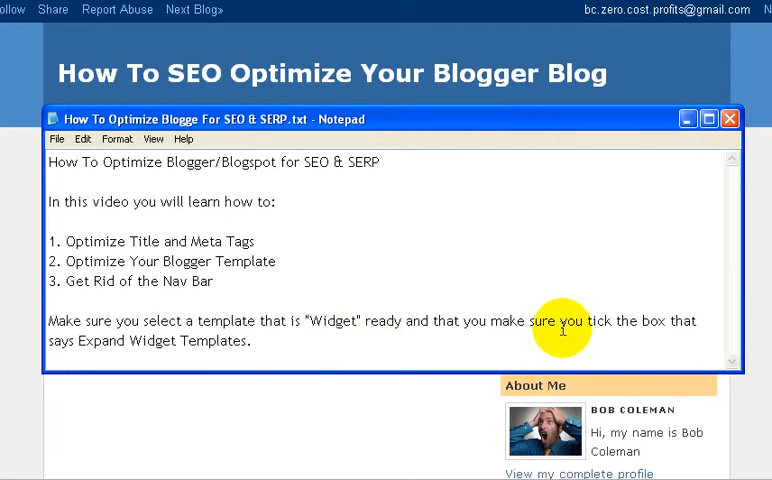 Share Report Abuse Next Blog» bc.zero.cost.profits@gmail.com
How To SEO Optimize Your Blogger Blog
How To Optimize Blogge For SEO & SERP.txt - Notepad
File Edit Format View Help
How To Optimize Blogger/Blogspot for SEO & SERP
In this video you will learn how to:
1. Optimize Title and Meta Tags
2. Optimize Your Blogger Template
3. Get Rid of the Nav Bar
Make sure you select a template that is "Widget" ready and that you make sure you tick the box that
says Expand Widget Templates.
About Me
BOB COLEMAN
Hi, my name is Bob
Coleman
View my complete profile